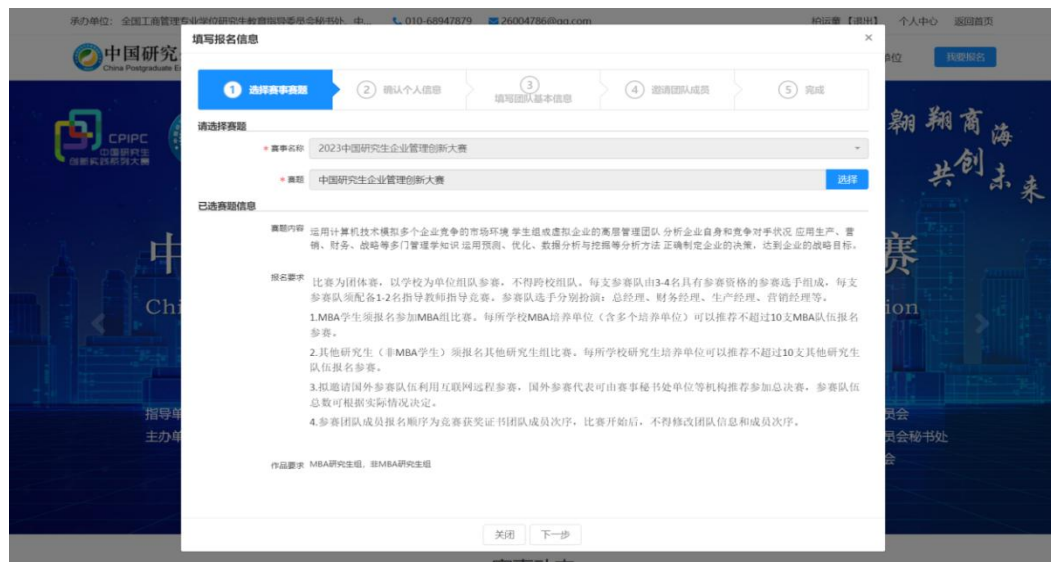 承办单位: 全国工商管理专业学位研究生教育指导委员会秘书处、中...
010-68947879
26004786@qq.com
【退出】
个人中心
返回首页
中国研究
China Postgraduate E
单位
我要报名
填写报名信息
×
1 选择赛事赛题
2 确认个人信息
3 填写团队基本信息
4 邀请团队成员
5 完成
请选择赛题
* 赛事名称 2023中国研究生企业管理创新大赛
* 赛题 中国研究生企业管理创新大赛 选择
已选赛题信息
赛题内容 运用计算机技术模拟多个企业竞争的市场环境 学生组成虚拟企业的高层管理团队 分析企业自身和竞争对手状况 应用生产、营
销、财务、战略等多门管理学知识 运用预测、优化、数据分析与挖掘等分析方法 正确制定企业的决策，达到企业的战略目标。
报名要求 比赛为团体赛，以学校为单位组队参赛，不得跨校组队。每支参赛队由3-4名具有参赛资格的参赛选手组成，每支
参赛队须配备1-2名指导教师指导竞赛。参赛队选手分别扮演：总经理、财务经理、生产经理、营销经理等。
1.MBA学生须报名参加MBA组比赛。每所学校MBA培养单位（含多个培养单位）可以推荐不超过10支MBA队伍报名
参赛。
2.其他研究生（非MBA学生）须报名其他研究生组比赛。每所学校研究生培养单位可以推荐不超过10支其他研究生
队伍报名参赛。
3.拟邀请国外参赛队伍利用互联网远程参赛，国外参赛代表可由赛事秘书处单位等机构推荐参加总决赛，参赛队伍
总数可根据实际情况决定。
4.参赛团队成员报名顺序为竞赛获奖证书团队成员次序，比赛开始后，不得修改团队信息和成员次序。
作品要求 MBA研究生组，非MBA研究生组
关闭
下一步
CPIPC
中国研究生
创新实践系列大赛
翱翔商海
共创未来
中
赛
Chi
ion
指导单
员会
主办单
员会秘书处
会